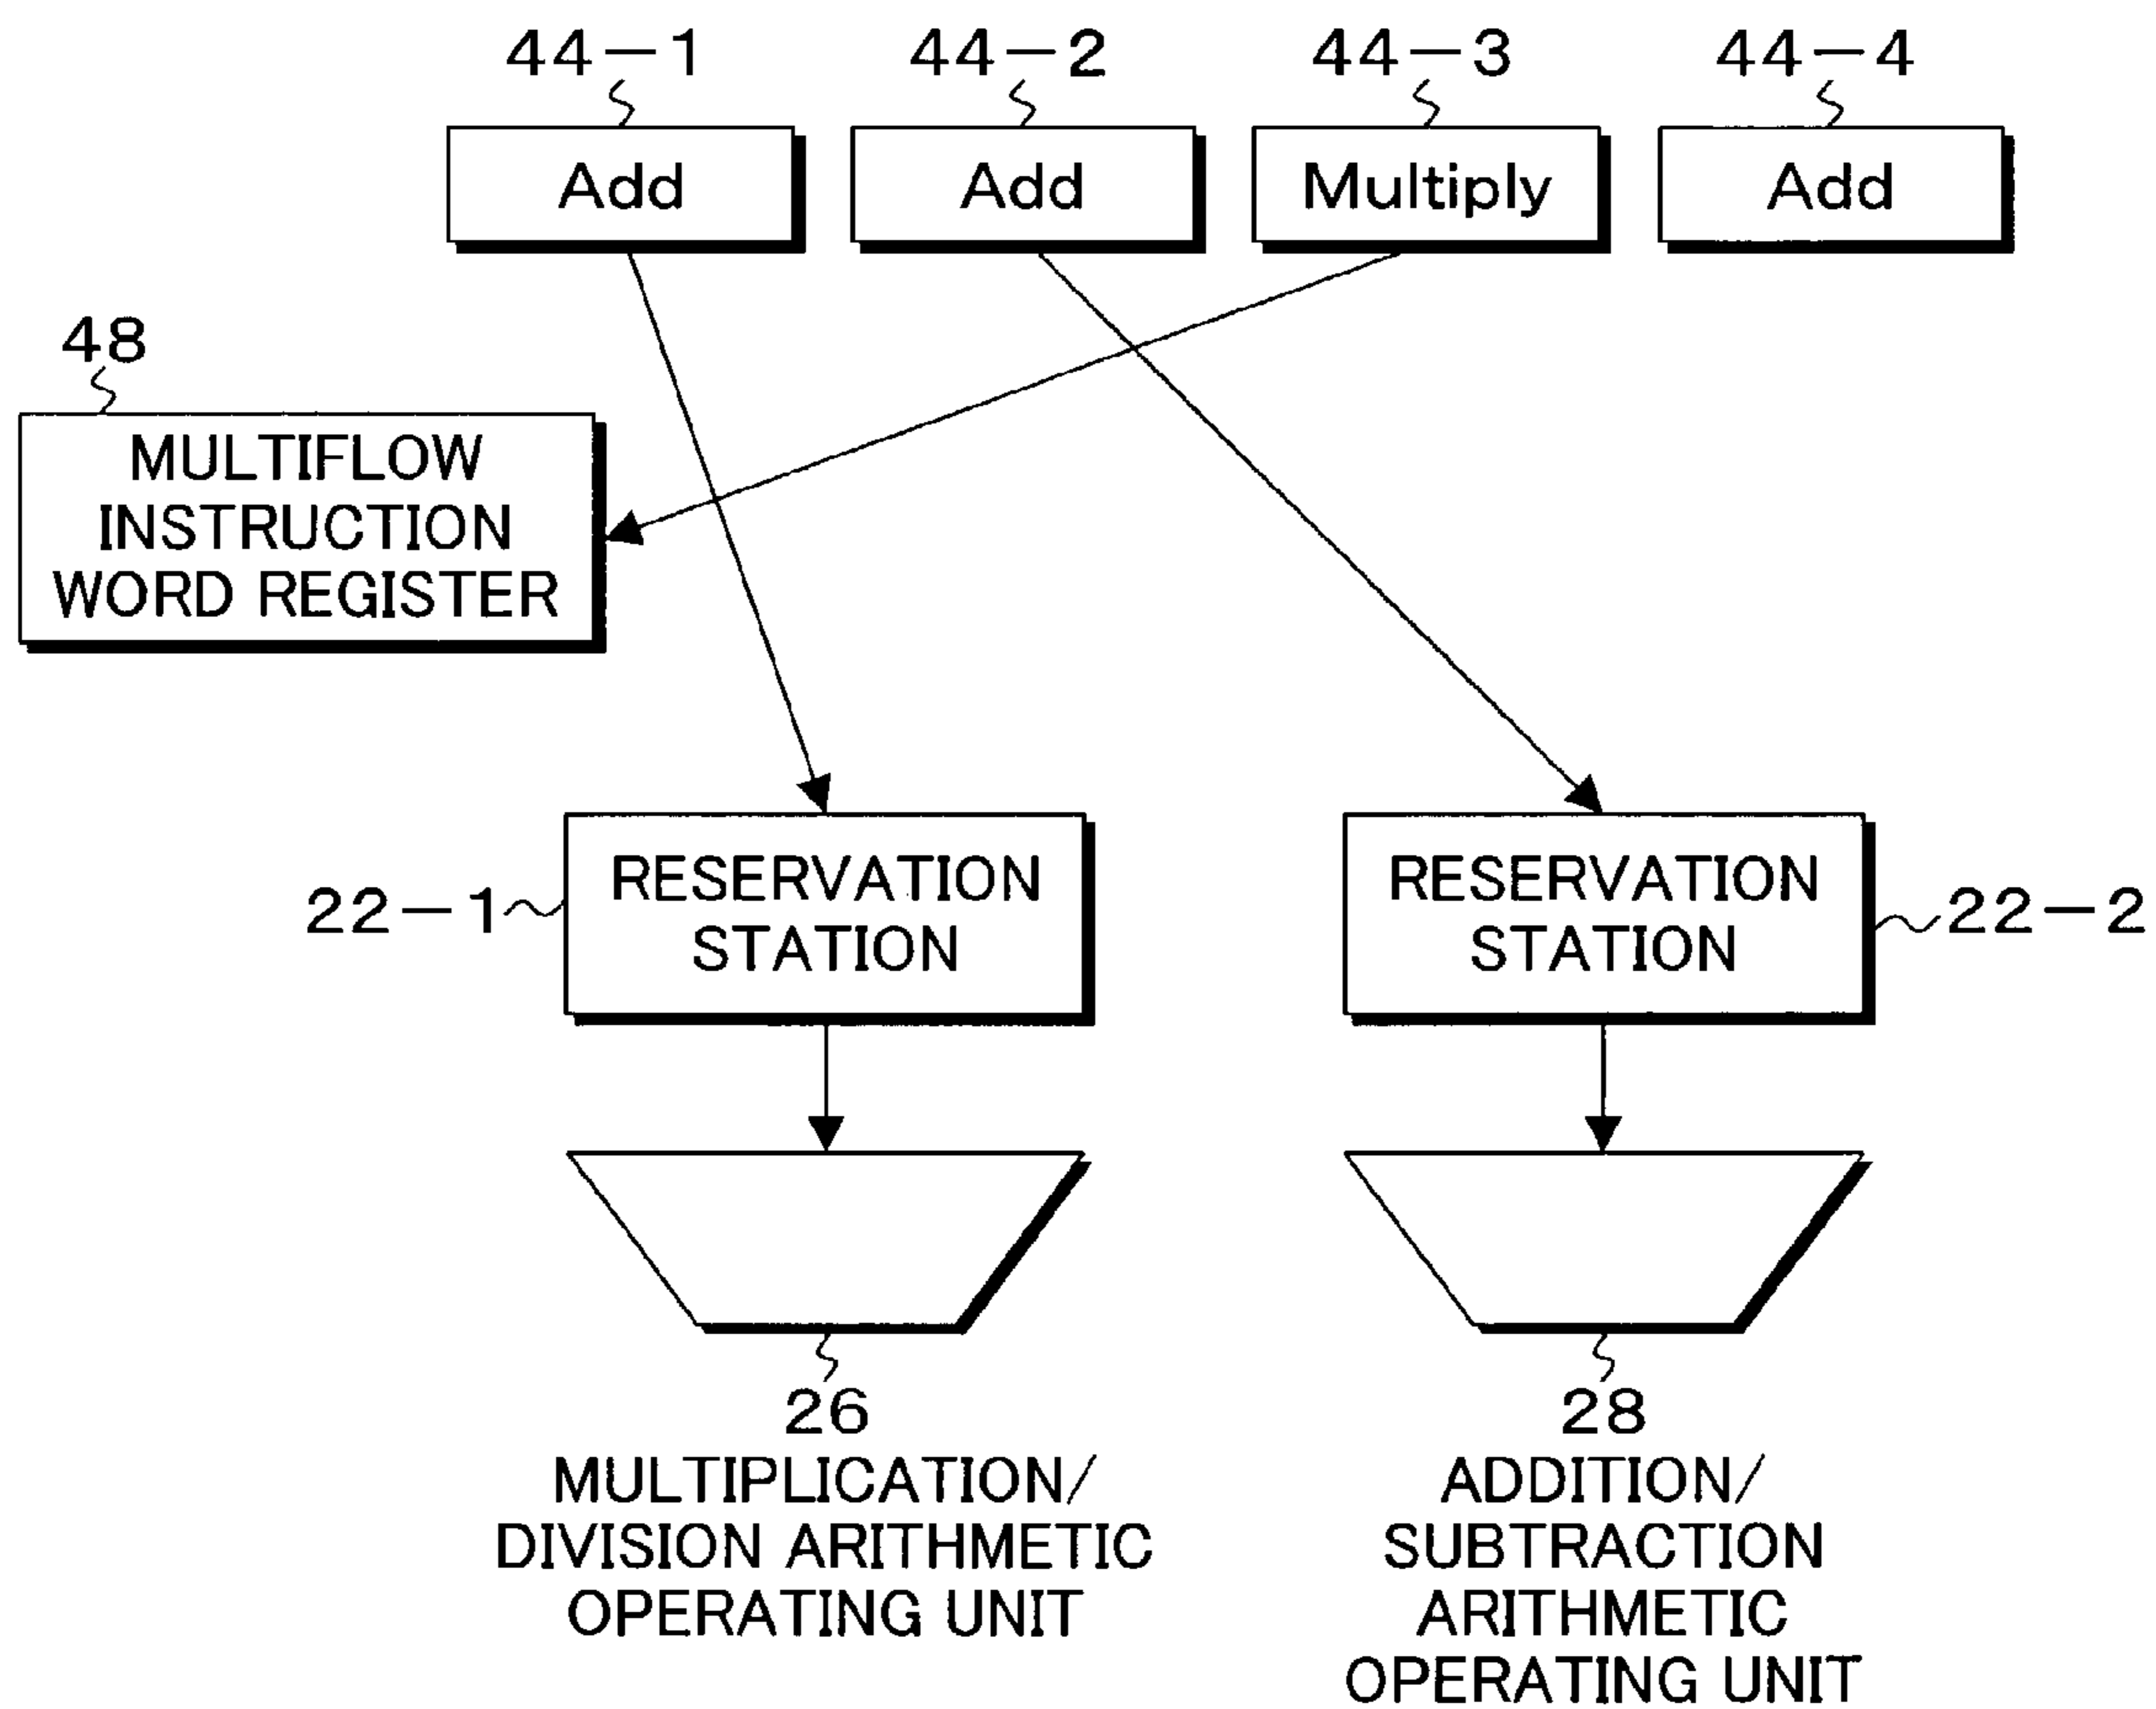 44-1
44-2
44-3
44-4
Add
Add
Multiply
Add
48
MULTIFLOW
INSTRUCTION
WORD REGISTER
22-1
RESERVATION
STATION
RESERVATION
STATION
22-2
26
MULTIPLICATION/
DIVISION ARITHMETIC
OPERATING UNIT
28
ADDITION/
SUBTRACTION
ARITHMETIC
OPERATING UNIT